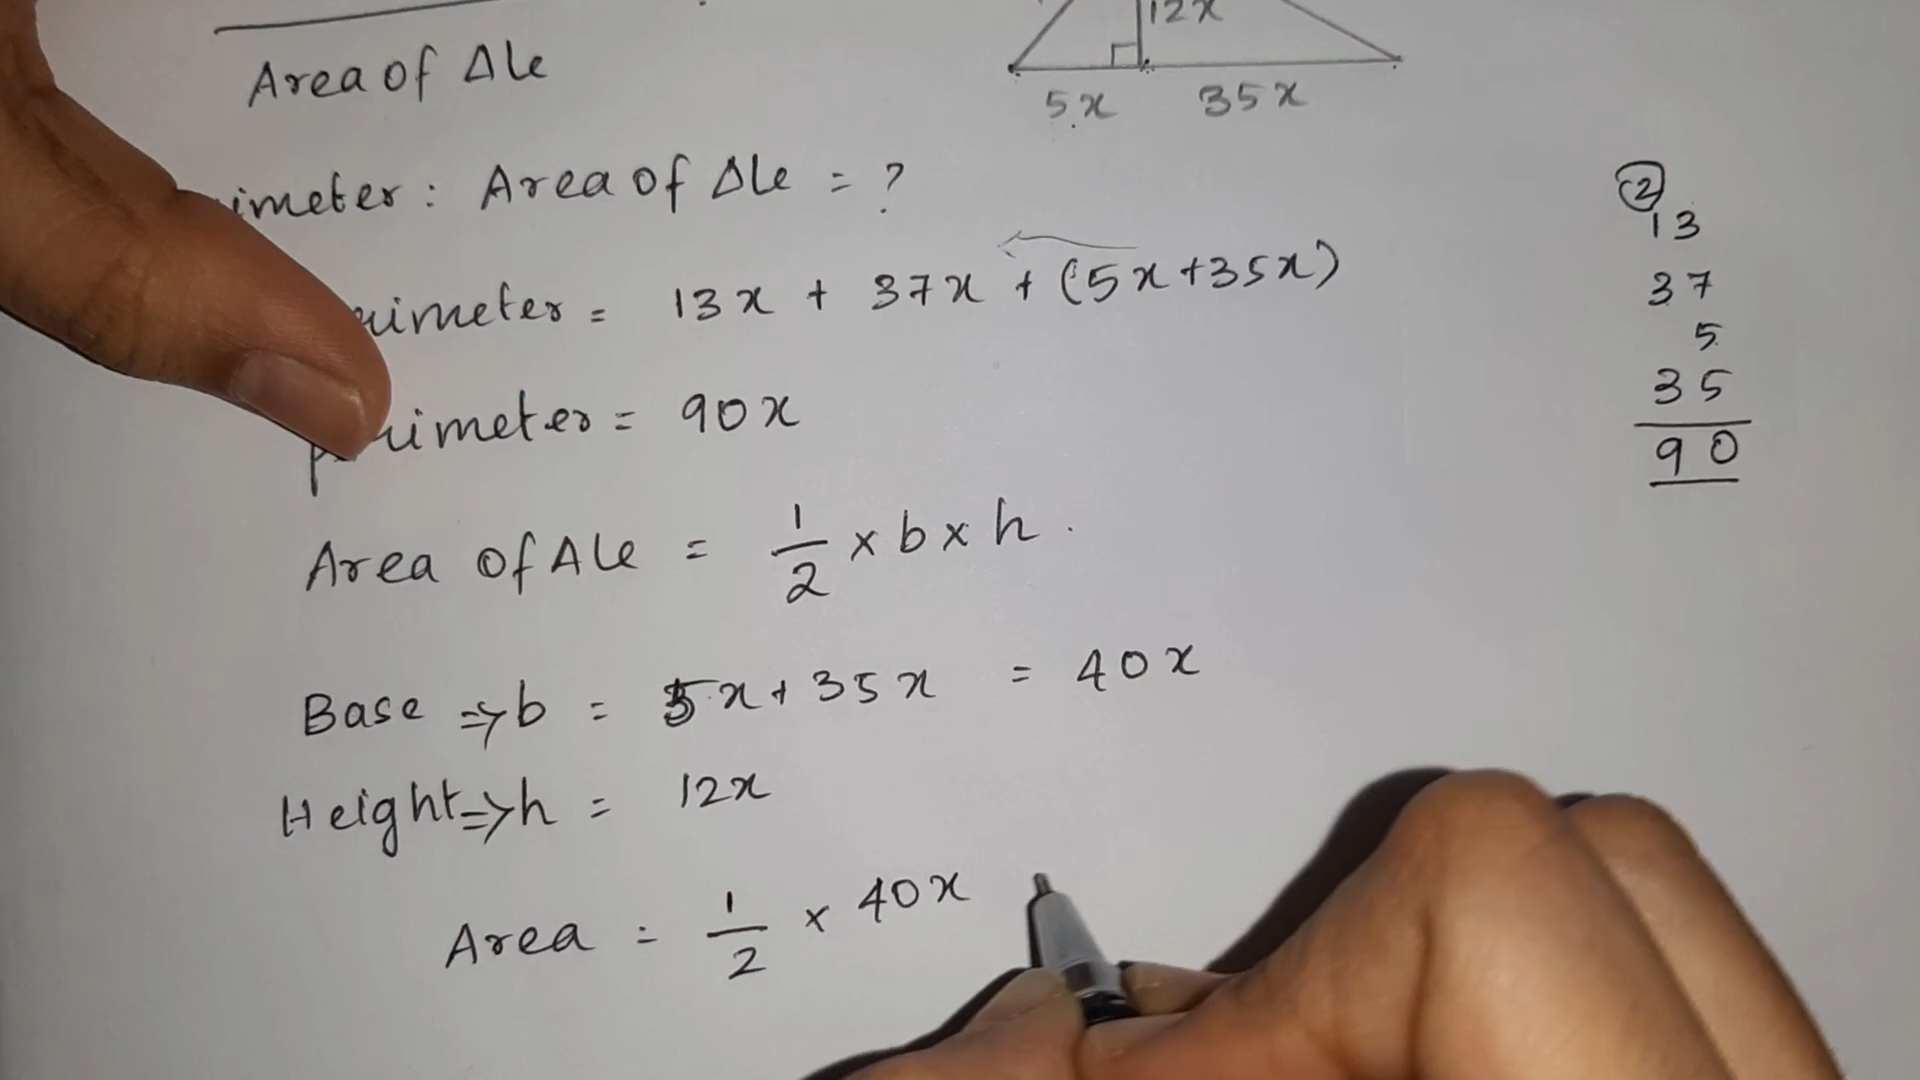 12x
Area of Δle
5x 35x
imeter: Area of Δle = ?
imeter = 13x + 37x + (5x+35x)
perimeter = 90x
Area of Δle = 1/2 × b × h.
Base => b = 5x + 35x = 40x
Height => h = 12x
Area = 1/2 × 40x
2
13
37
5
35
90